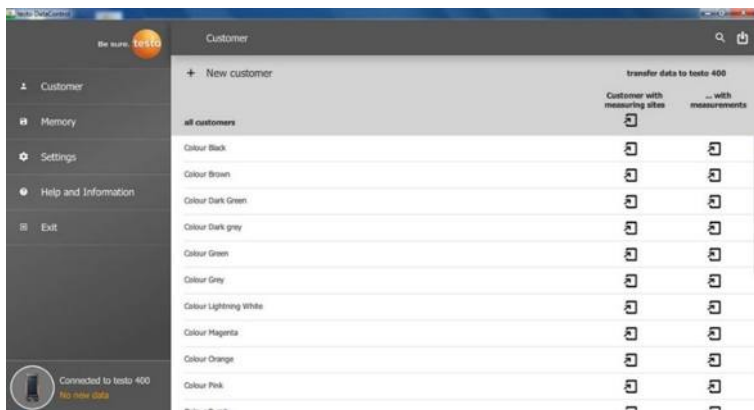 testo DataControl
Be sure. testo
Customer
Customer
Memory
Settings
Help and Information
Exit
Connected to testo 400
No new data
+ New customer
transfer data to testo 400
Customer with
measuring sites
... with
measurements
all customers
Colour Black
Colour Brown
Colour Dark Green
Colour Dark grey
Colour Green
Colour Grey
Colour Lightning White
Colour Magenta
Colour Orange
Colour Pink